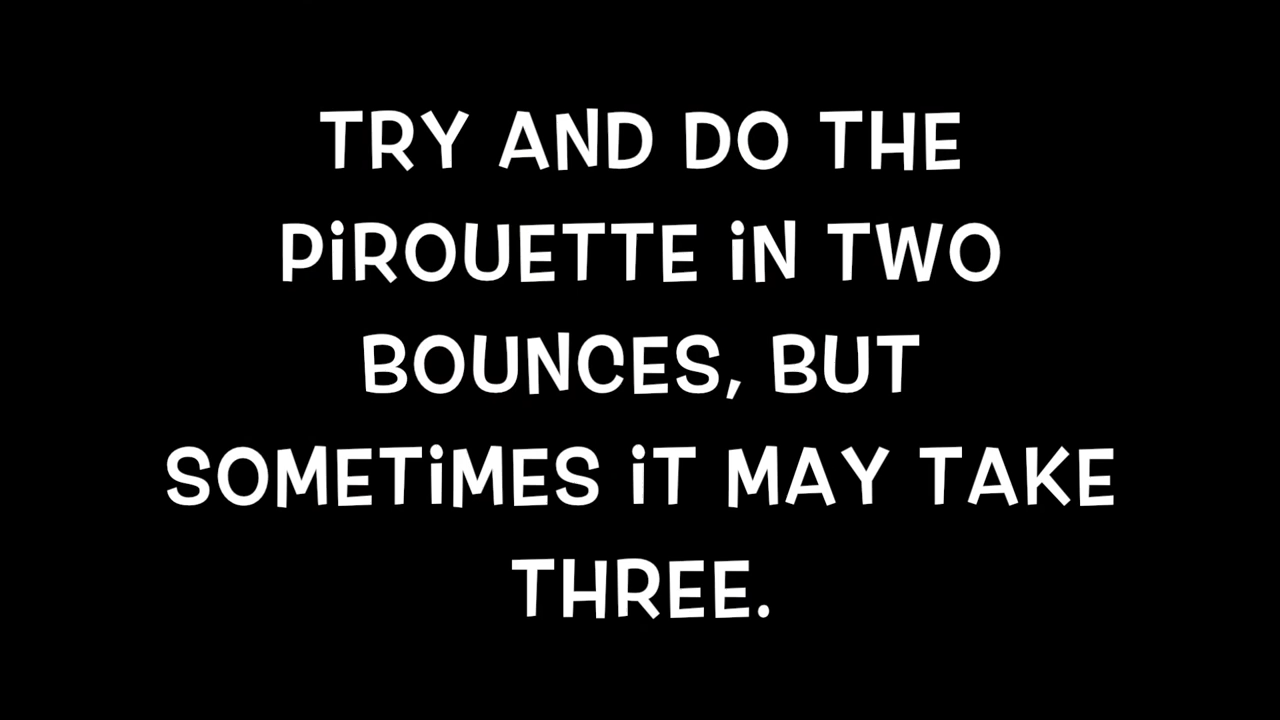 TRY AND DO THE
PiROUETTE iN TWO
BOUNCES, BUT
SOMETiMES iT MAY TAKE
THREE.